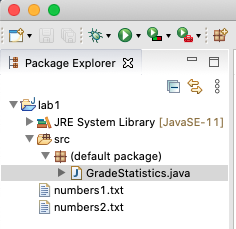 Package Explorer
lab1
JRE System Library [JavaSE-11]
src
(default package)
GradeStatistics.java
numbers1.txt
numbers2.txt